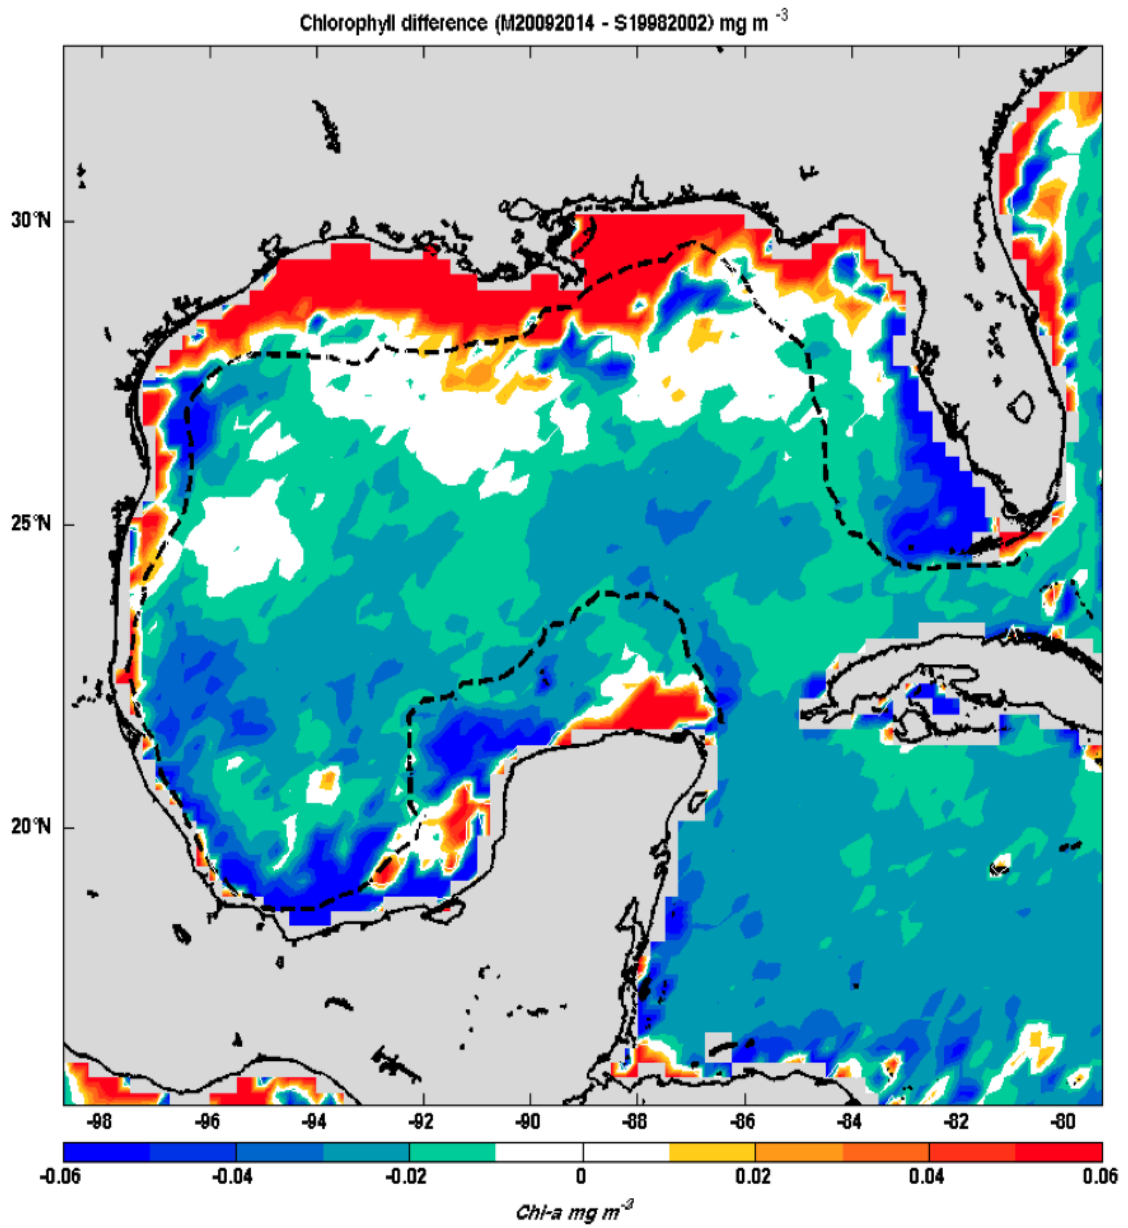 Chlorophyll difference (M20092014 - S19982002) mg m -3
30°N
25°N
20°N
-98 -96 -94 -92 -90 -88 -86 -84 -82 -80
-0.06 -0.04 -0.02 0 0.02 0.04 0.06
Chl-a mg m-3